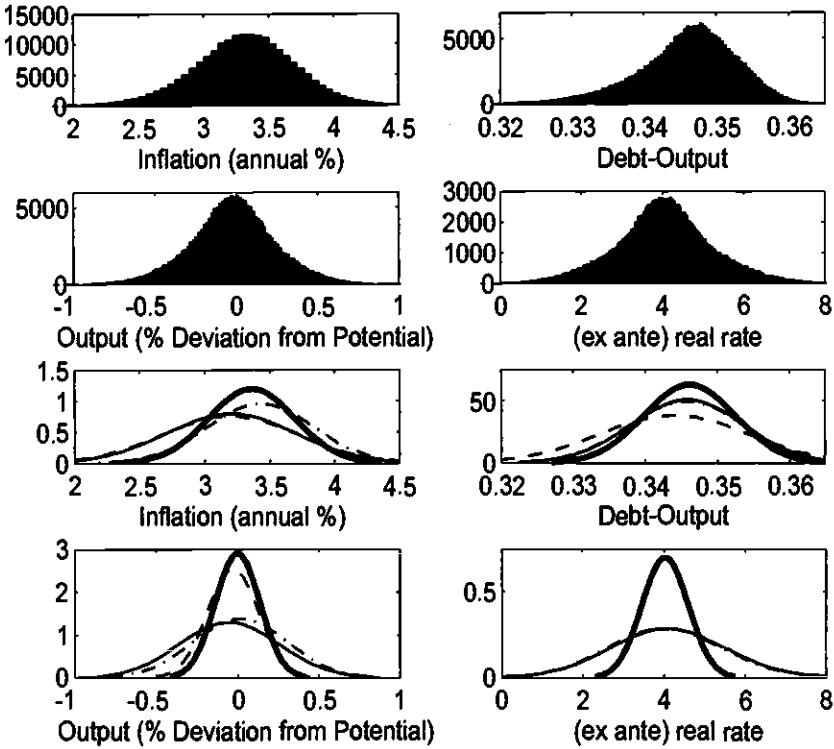 15000
10000
5000
0
2 2.5 3 3.5 4 4.5
Inflation (annual %)
5000
0
0.32 0.33 0.34 0.35 0.36
Debt-Output
5000
0
-1 -0.5 0 0.5 1
Output (% Deviation from Potential)
3000
2000
1000
0
0 2 4 6 8
(ex ante) real rate
1.5
1
0.5
0
2 2.5 3 3.5 4 4.5
Inflation (annual %)
50
0
0.32 0.33 0.34 0.35 0.36
Debt-Output
3
2
1
0
-1 -0.5 0 0.5 1
Output (% Deviation from Potential)
0.5
0
0 2 4 6 8
(ex ante) real rate